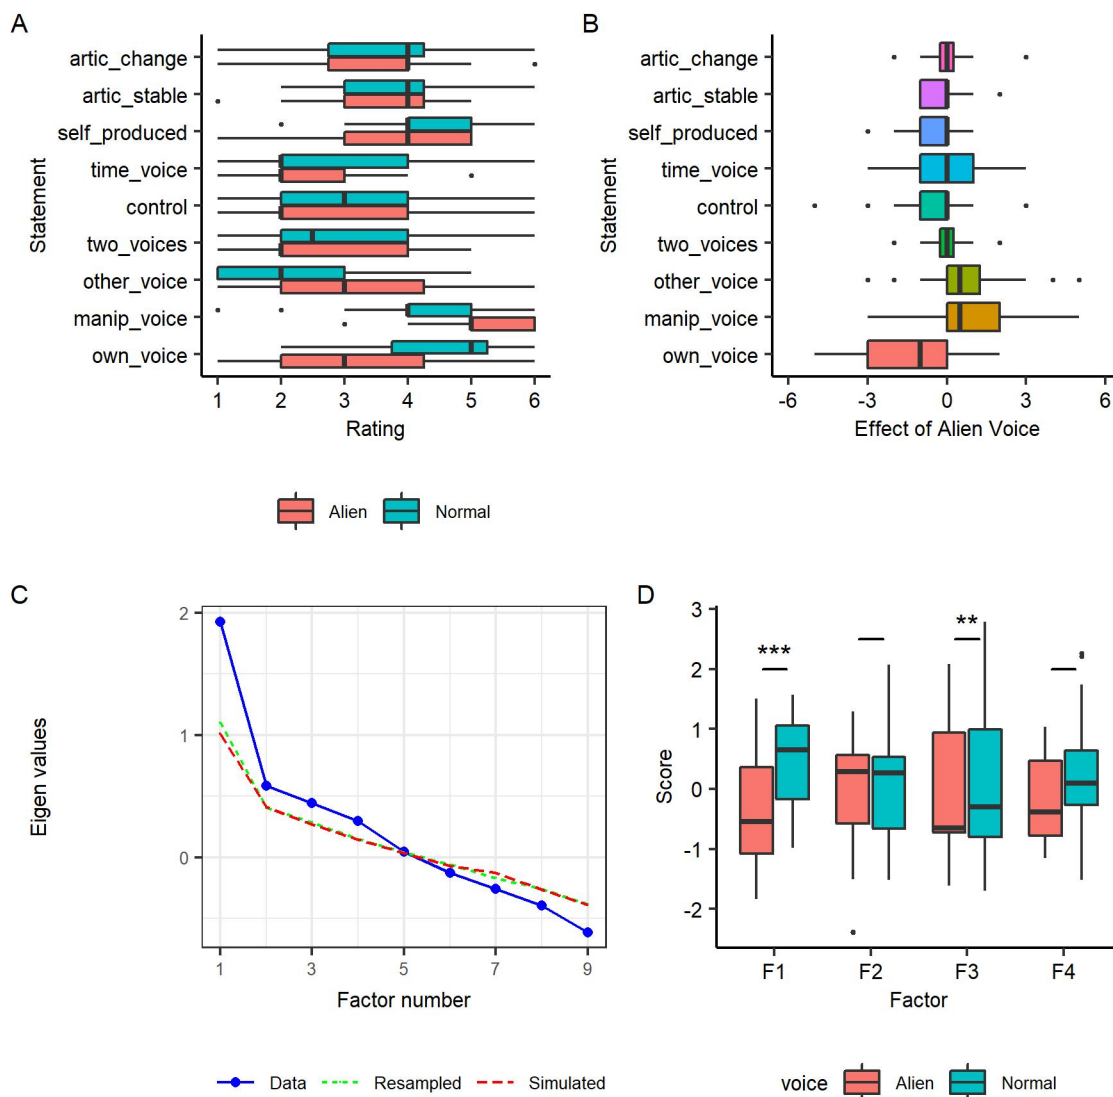 A
artic_change
artic_stable
self_produced
time_voice
control
two_voices
other_voice
manip_voice
own_voice
Statement
1 2 3 4 5 6
Rating
Alien Normal
B
artic_change
artic_stable
self_produced
time_voice
control
two_voices
other_voice
manip_voice
own_voice
Statement
-6 -3 0 3 6
Effect of Alien Voice
C
2
1
0
Eigen values
1 3 5 7 9
Factor number
Data Resampled Simulated
D
3
2
1
0
-1
-2
Score
*** **
F1 F2 F3 F4
Factor
voice Alien Normal